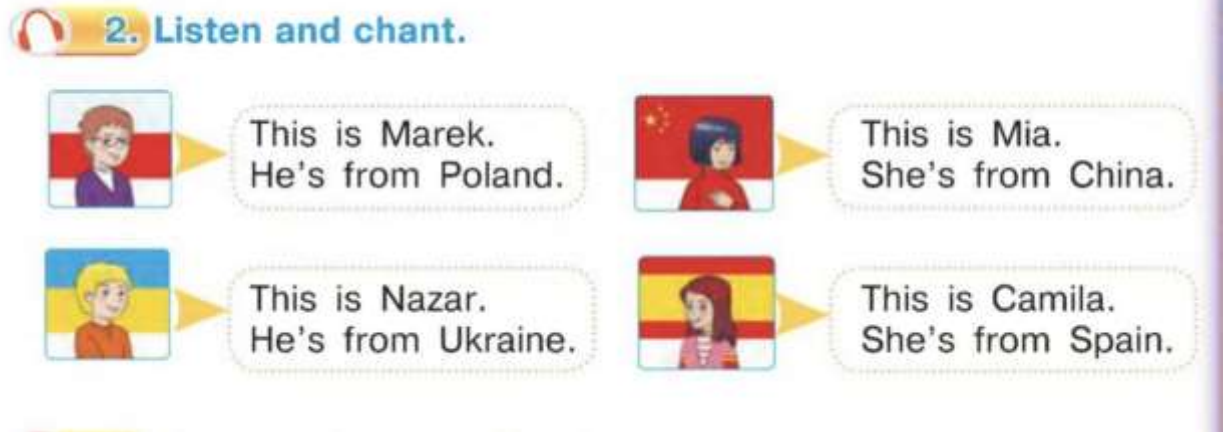 2. Listen and chant.
This is Marek.
He's from Poland.
This is Mia.
She's from China.
This is Nazar.
He's from Ukraine.
This is Camila.
She's from Spain.